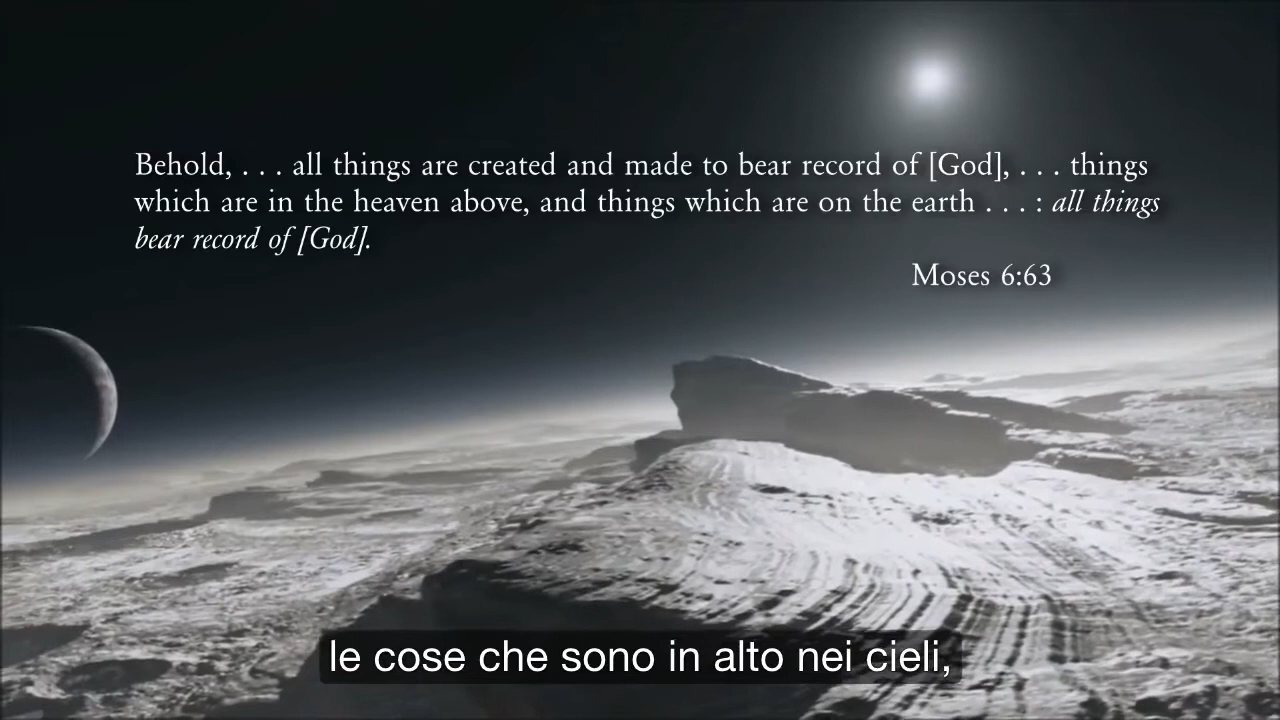 Behold, . . . all things are created and made to bear record of [God], . . . things
which are in the heaven above, and things which are on the earth . . . : all things
bear record of [God].
Moses 6:63
le cose che sono in alto nei cieli,